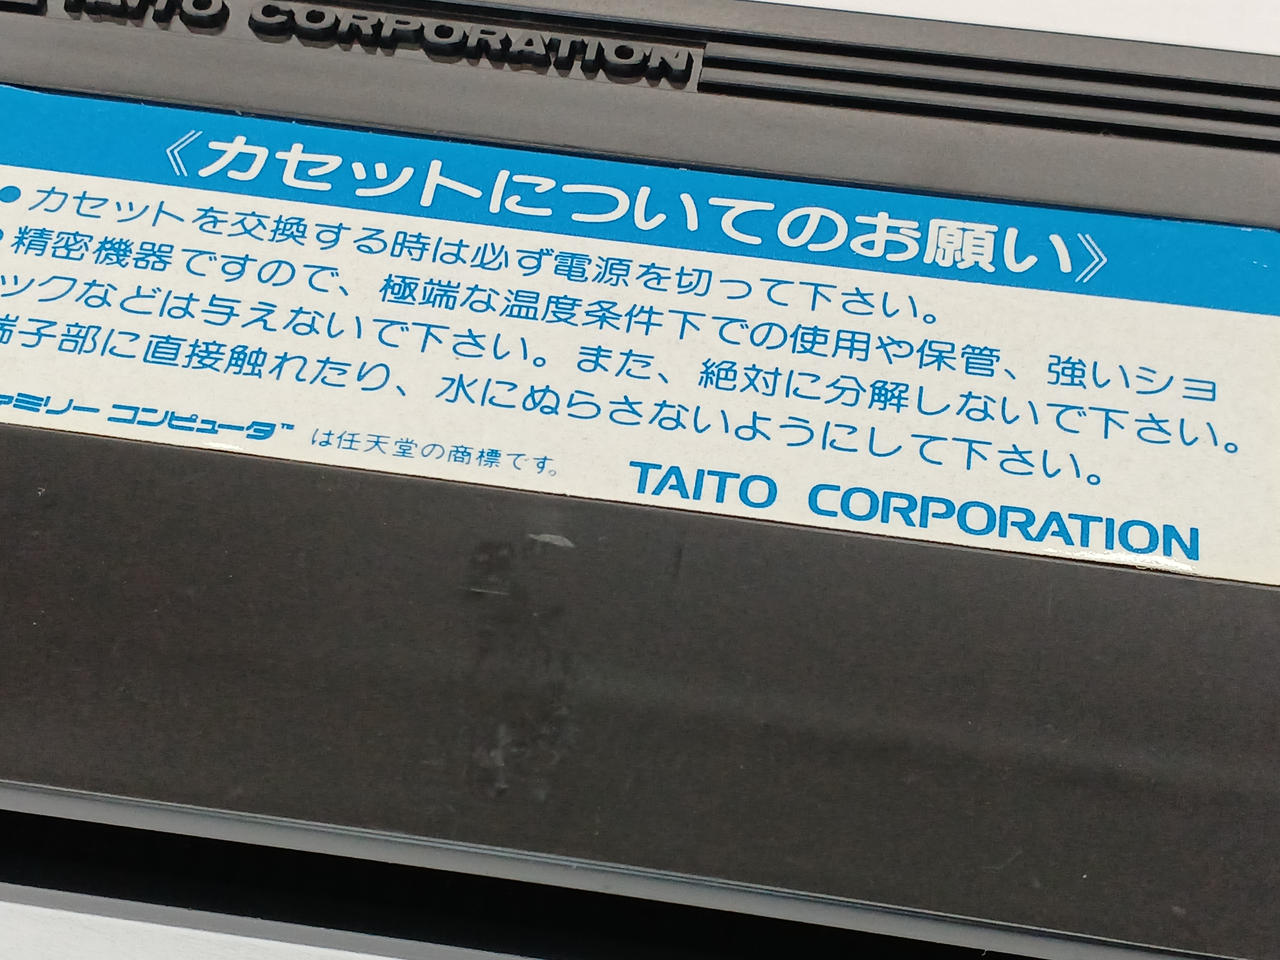 TAITO CORPORATION
《カセットについてのお願い》
●カセットを交換する時は必ず電源を切って下さい。
●精密機器ですので、極端な温度条件下での使用や保管、強いショ
ックなどは与えないで下さい。また、絶対に分解しないで下さい。
端子部に直接触れたり、水にぬらさないようにして下さい。
ファミリーコンピュータ™ は任天堂の商標です。
TAITO CORPORATION